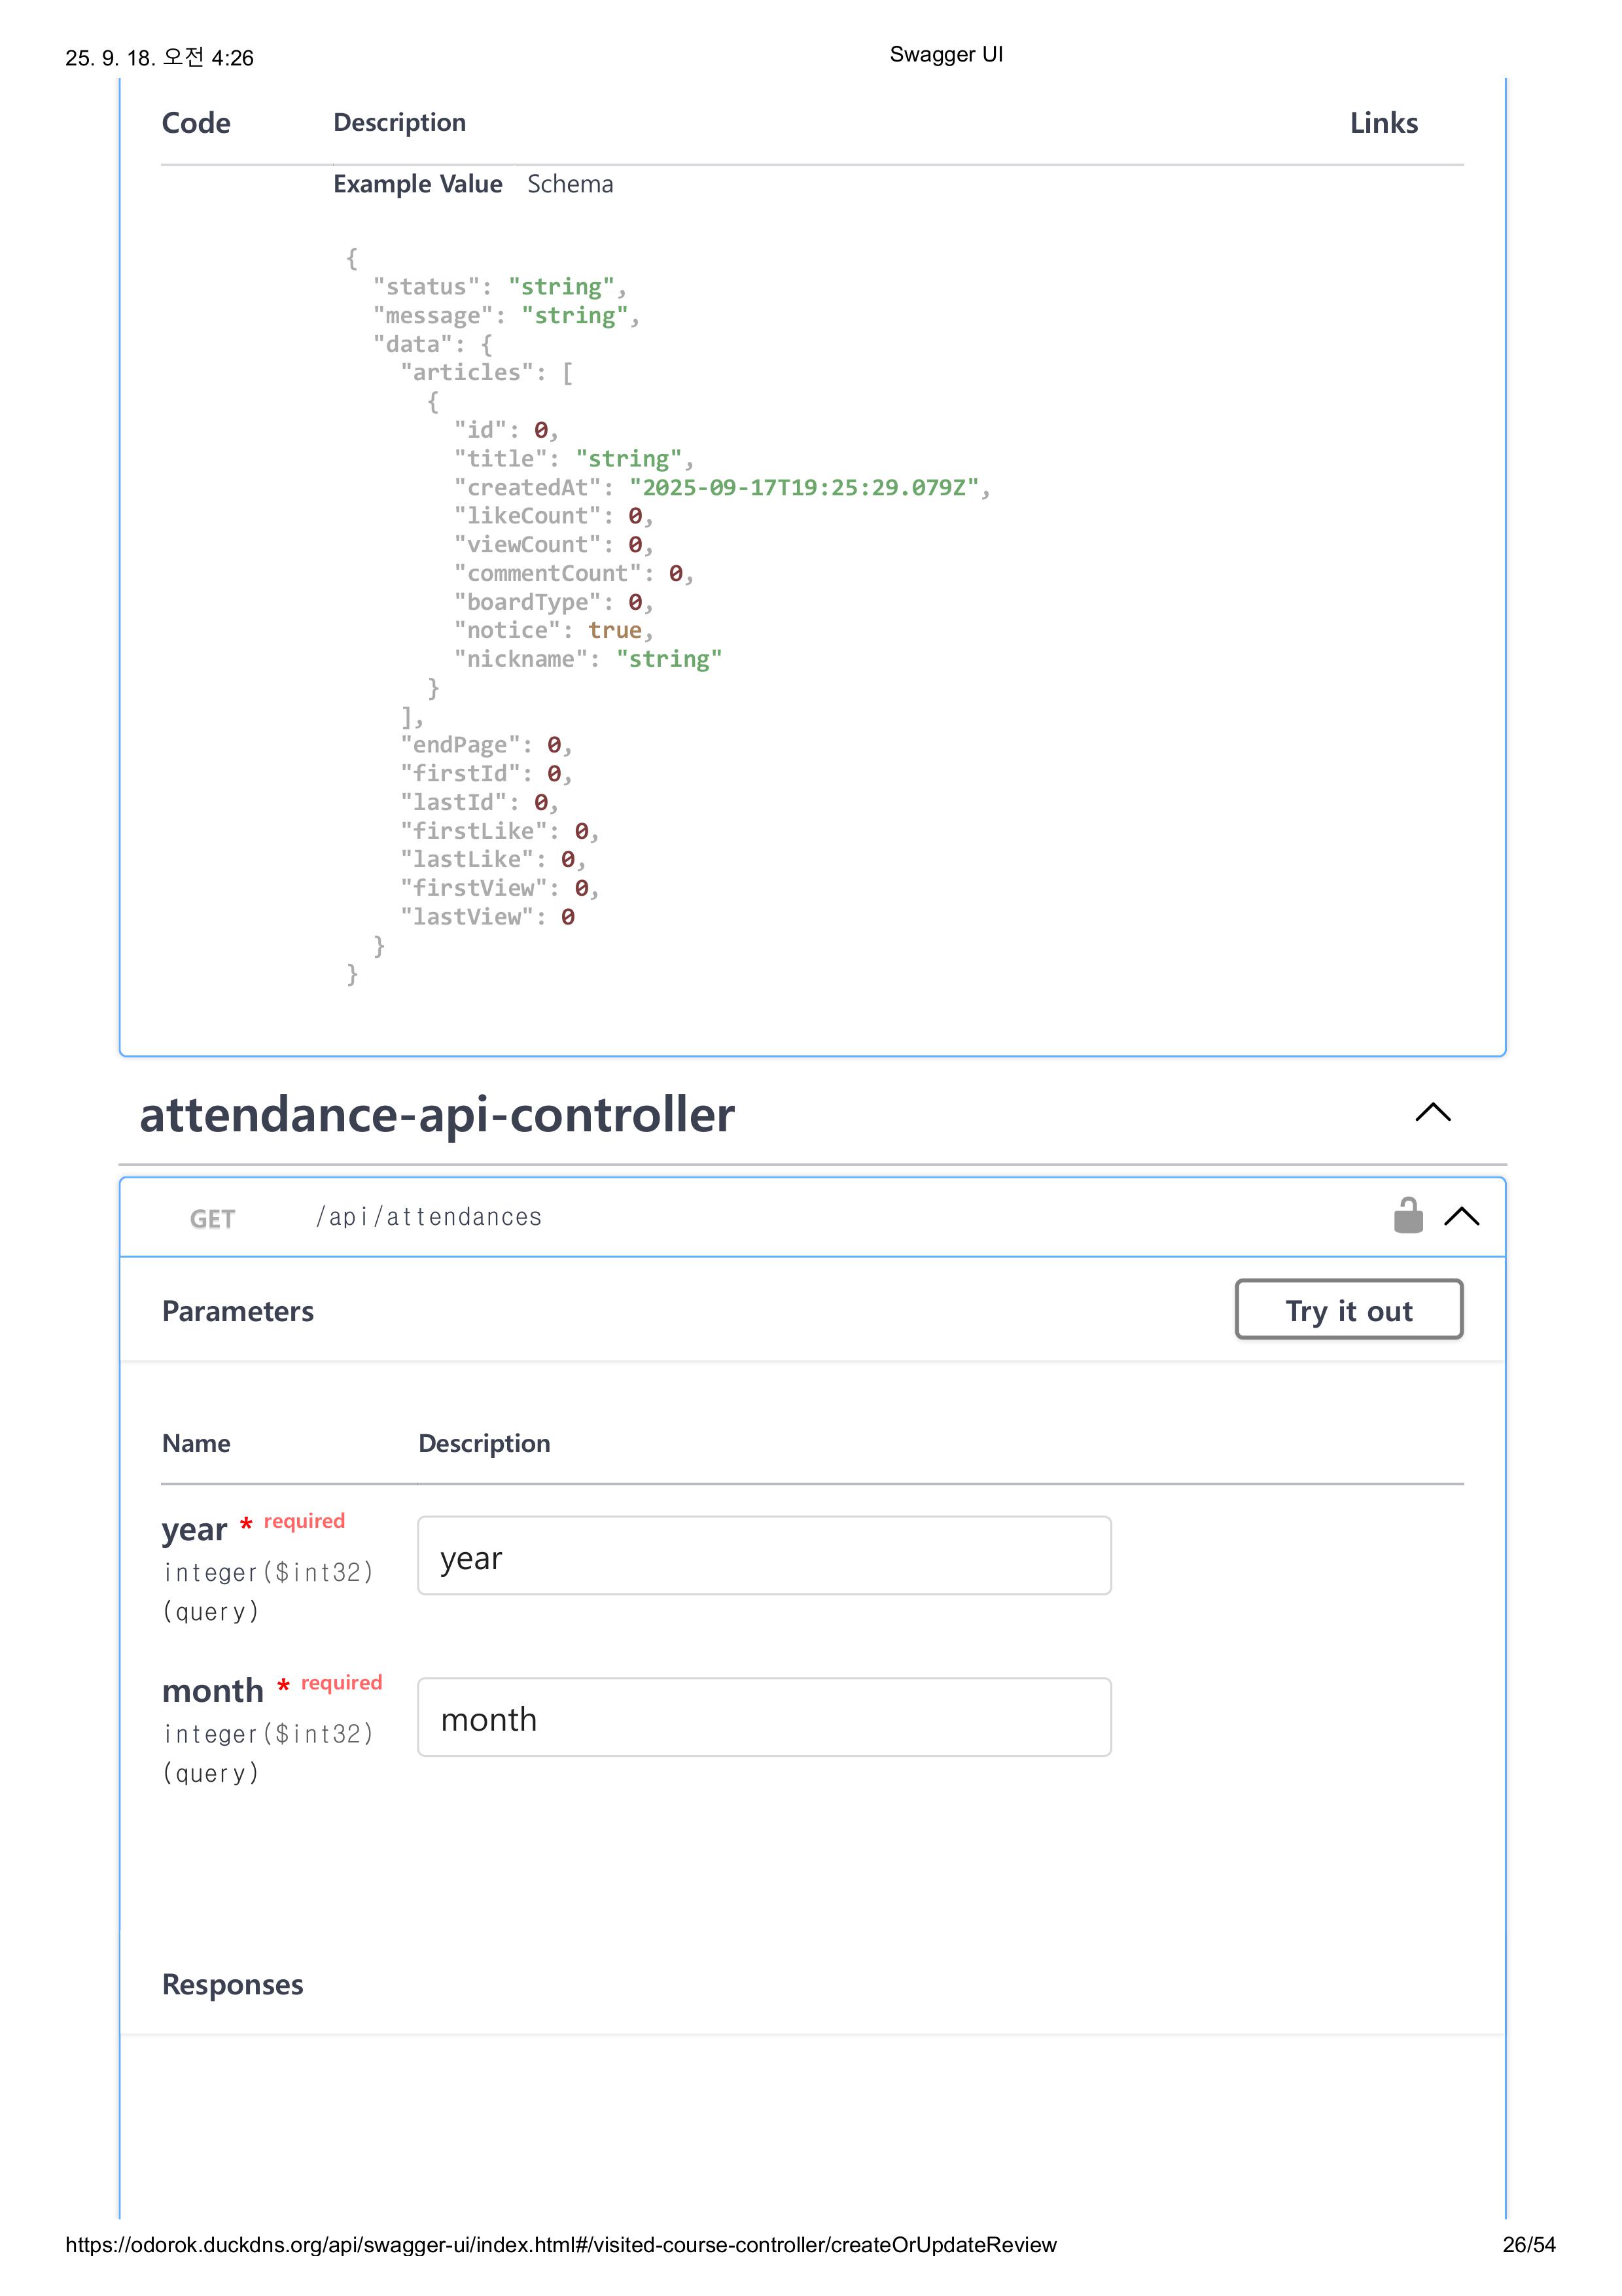 25. 9. 18. 오전 4:26 Swagger UI
Code Description Links
Example Value Schema
{
  "status": "string",
  "message": "string",
  "data": {
    "articles": [
      {
        "id": 0,
        "title": "string",
        "createdAt": "2025-09-17T19:25:29.079Z",
        "likeCount": 0,
        "viewCount": 0,
        "commentCount": 0,
        "boardType": 0,
        "notice": true,
        "nickname": "string"
      }
    ],
    "endPage": 0,
    "firstId": 0,
    "lastId": 0,
    "firstLike": 0,
    "lastLike": 0,
    "firstView": 0,
    "lastView": 0
  }
}
attendance-api-controller
GET /api/attendances
Parameters Try it out
Name Description
year * required
year
integer($int32)
(query)
month * required
month
integer($int32)
(query)
Responses
https://odorok.duckdns.org/api/swagger-ui/index.html#/visited-course-controller/createOrUpdateReview 26/54